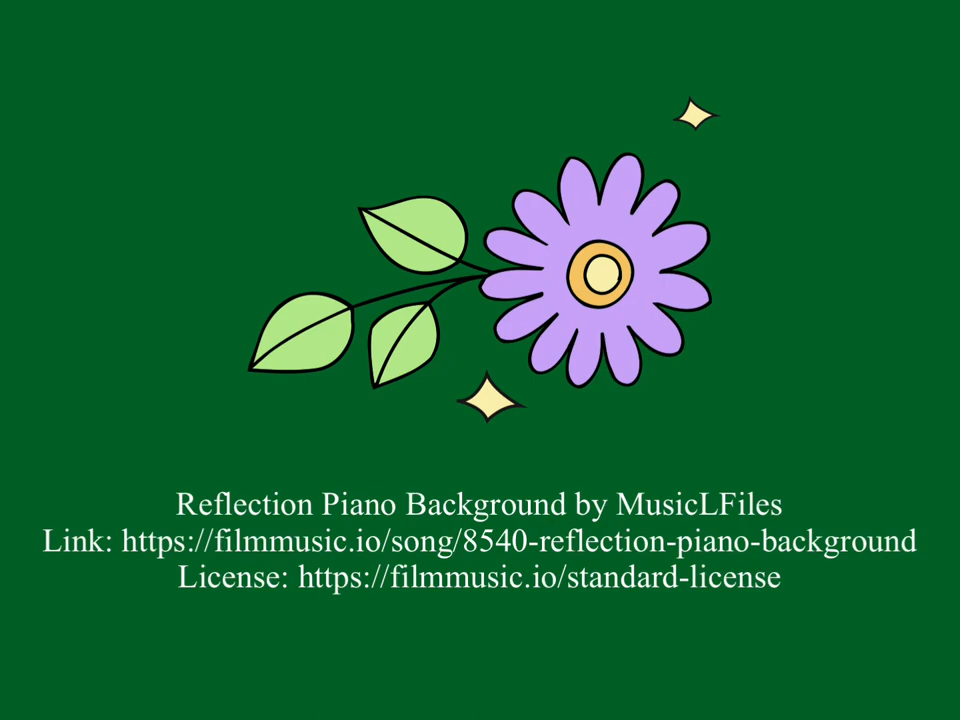 Reflection Piano Background by MusicLFiles
Link: https://filmmusic.io/song/8540-reflection-piano-background
License: https://filmmusic.io/standard-license